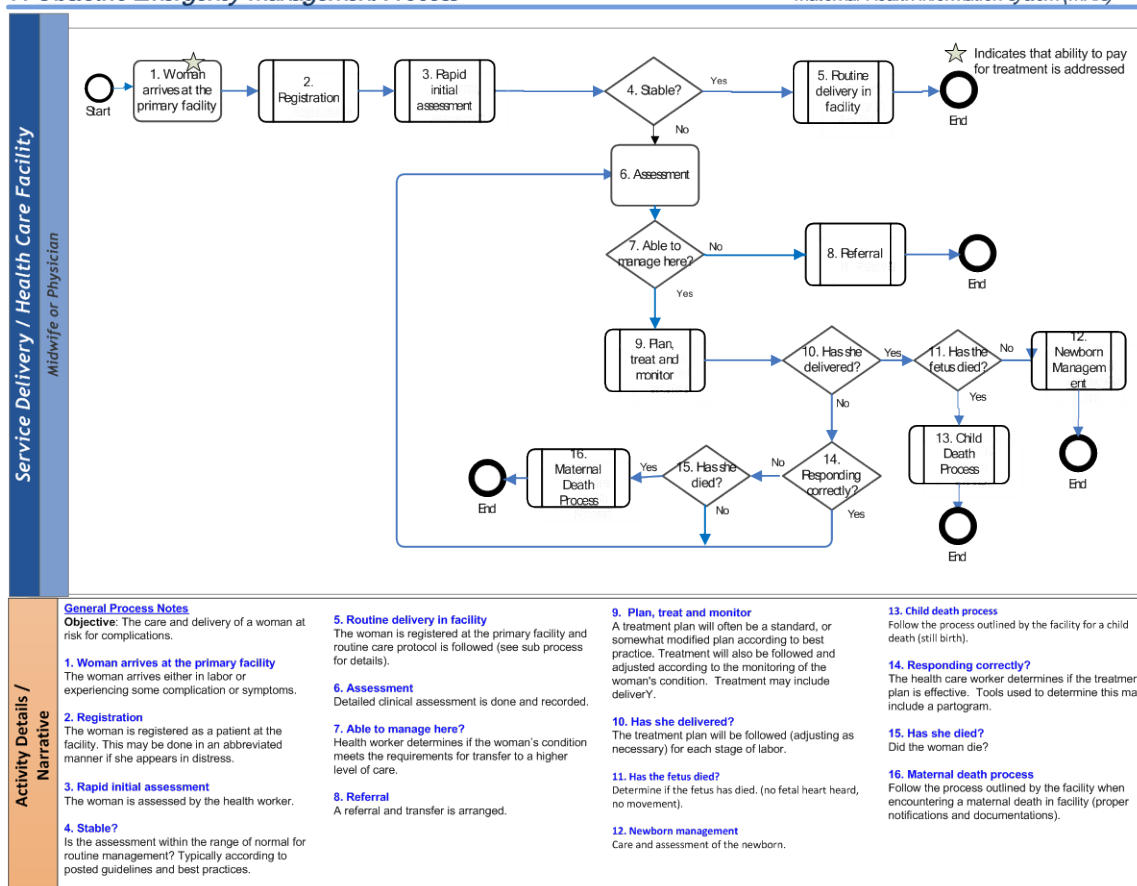 Service Delivery / Health Care Facility
Midwife or Physician
Indicates that ability to pay
for treatment is addressed
Start
1. Woman
arrives at the
primary facility
2.
Registration
3. Rapid
initial
assessment
4. Stable?
Yes
5. Routine
delivery in
facility
End
No
6. Assessment
7. Able to
manage here?
No
8. Referral
End
Yes
9. Plan,
treat and
monitor
10. Has she
delivered?
Yes
11. Has the
fetus died?
No
12.
Newborn
Managem
ent
End
Yes
13. Child
Death
Process
End
No
14.
Responding
correctly?
Yes
No
15. Has she
died?
No
Yes
16.
Maternal
Death
Process
End
Activity Details /
Narrative
General Process Notes
Objective: The care and delivery of a woman at
risk for complications.
1. Woman arrives at the primary facility
The woman arrives either in labor or
experiencing some complication or symptoms.
2. Registration
The woman is registered as a patient at the
facility. This may be done in an abbreviated
manner if she appears in distress.
3. Rapid initial assessment
The woman is assessed by the health worker.
4. Stable?
Is the assessment within the range of normal for
routine management? Typically according to
posted guidelines and best practices.
5. Routine delivery in facility
The woman is registered at the primary facility and
routine care protocol is followed (see sub process
for details).
6. Assessment
Detailed clinical assessment is done and recorded.
7. Able to manage here?
Health worker determines if the woman's condition
meets the requirements for transfer to a higher
level of care.
8. Referral
A referral and transfer is arranged.
9. Plan, treat and monitor
A treatment plan will often be a standard, or
somewhat modified plan according to best
practice. Treatment will also be followed and
adjusted according to the monitoring of the
woman's condition. Treatment may include
deliverY.
10. Has she delivered?
The treatment plan will be followed (adjusting as
necessary) for each stage of labor.
11. Has the fetus died?
Determine if the fetus has died. (no fetal heart heard,
no movement).
12. Newborn management
Care and assessment of the newborn.
13. Child death process
Follow the process outlined by the facility for a child
death (still birth).
14. Responding correctly?
The health care worker determines if the treatmen
plan is effective. Tools used to determine this ma
include a partogram.
15. Has she died?
Did the woman die?
16. Maternal death process
Follow the process outlined by the facility when
encountering a maternal death in facility (proper
notifications and documentations).